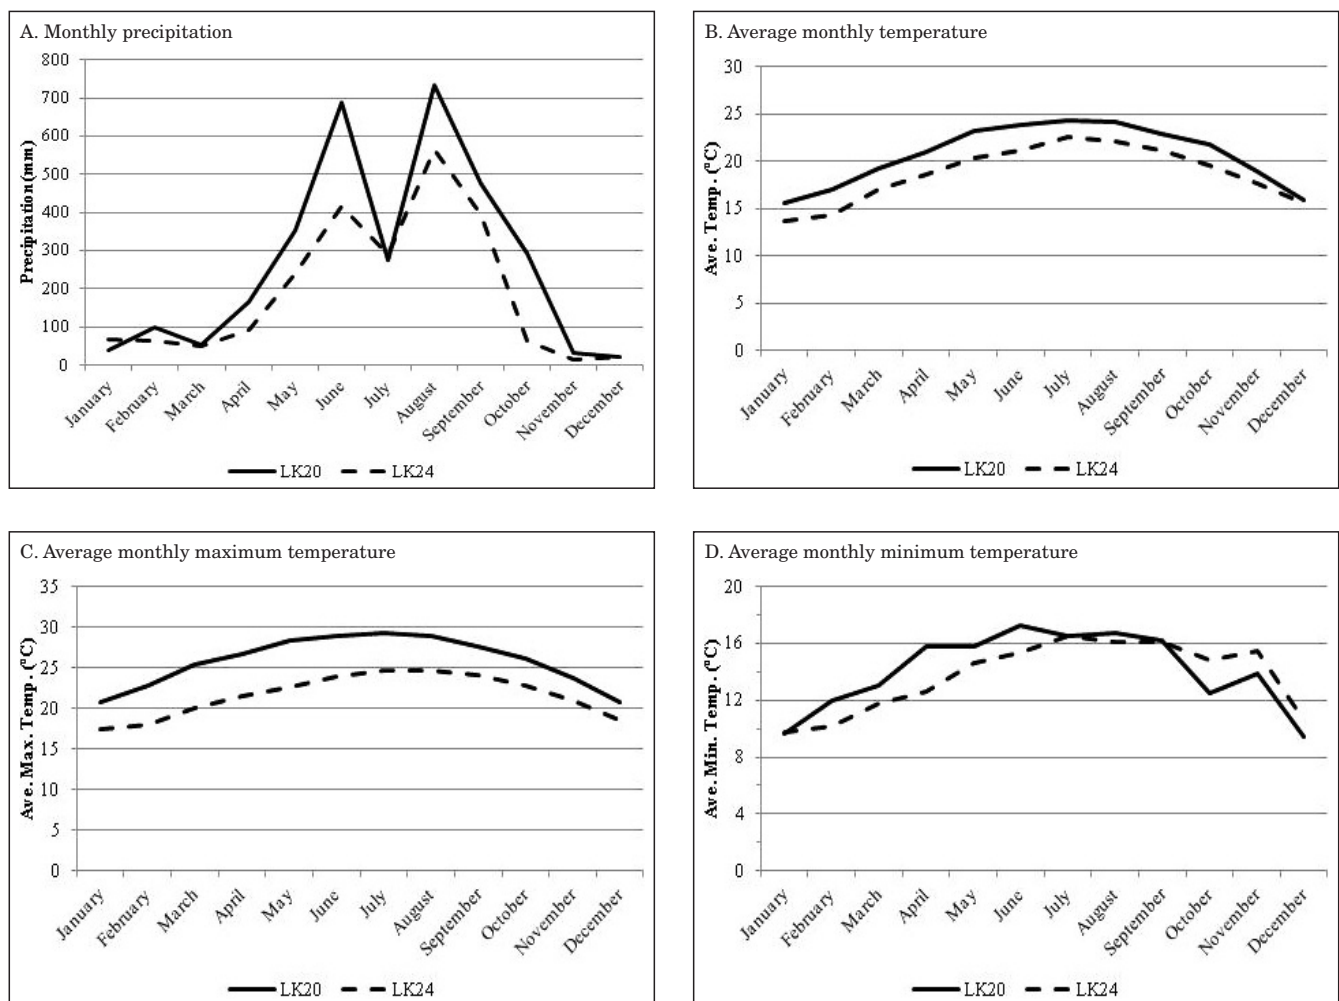 A. Monthly precipitation
800
700
600
500
400
300
200
100
0
Precipitation(mm)
January
February
March
April
May
June
July
August
September
October
November
December
LK20 LK24
B. Average monthly temperature
30
25
20
15
10
5
0
Ave. Temp. (°C)
January
February
March
April
May
June
July
August
September
October
November
December
LK20 LK24
C. Average monthly maximum temperature
35
30
25
20
15
10
5
0
Ave. Max. Temp. (°C)
January
February
March
April
May
June
July
August
September
October
November
December
LK20 LK24
D. Average monthly minimum temperature
20
16
12
8
4
0
Ave. Min. Temp. (°C)
January
February
March
April
May
June
July
August
September
October
November
December
LK20 LK24